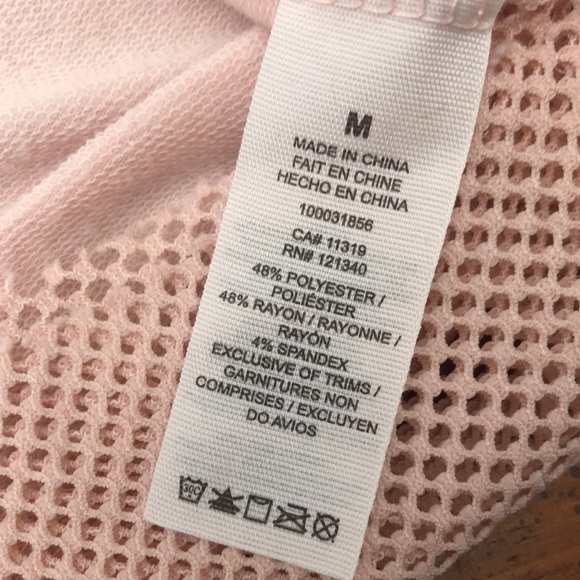 M
MADE IN CHINA
FAIT EN CHINE
HECHO EN CHINA
100031856
CA# 11319
RN# 121340
48% POLYESTER /
POLIÉSTER
48% RAYON / RAYONNE /
RAYÓN
4% SPANDEX
EXCLUSIVE OF TRIMS /
GARNITURES NON
COMPRISES / EXCLUYEN
DO AVIOS
30C